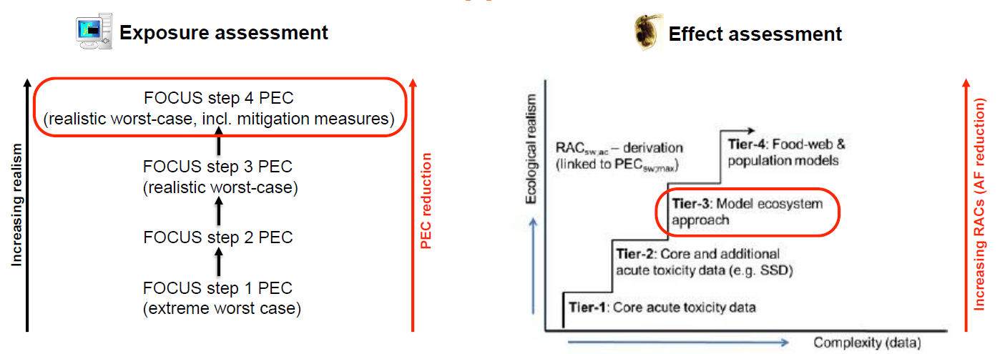 Exposure assessment
Increasing realism
FOCUS step 4 PEC
(realistic worst-case, incl. mitigation measures)
FOCUS step 3 PEC
(realistic worst-case)
FOCUS step 2 PEC
FOCUS step 1 PEC
(extreme worst case)
PEC reduction
Effect assessment
Ecological realism
RACsw;ac – derivation
(linked to PECsw;max)
Tier-4: Food-web &
population models
Tier-3: Model ecosystem
approach
Tier-2: Core and additional
acute toxicity data (e.g. SSD)
Tier-1: Core acute toxicity data
Complexity (data)
Increasing RACs (AF reduction)